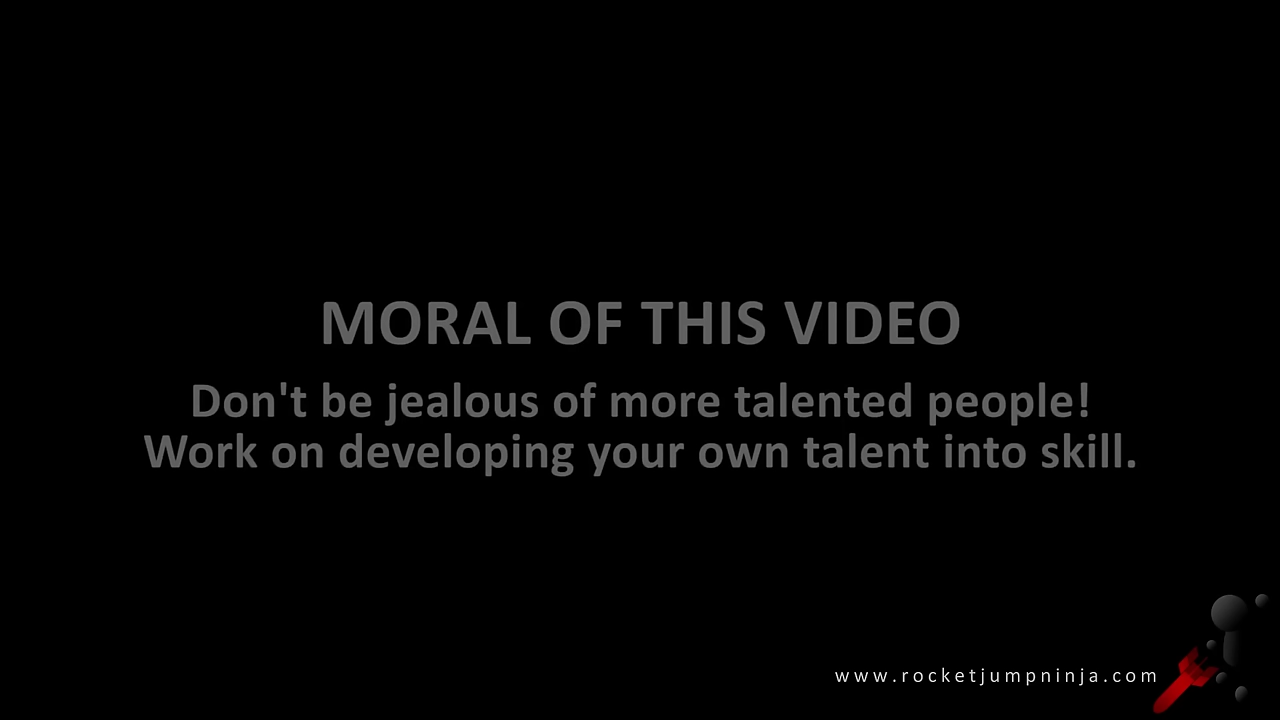 MORAL OF THIS VIDEO
Don't be jealous of more talented people!
Work on developing your own talent into skill.
www.rocketjumpninja.com